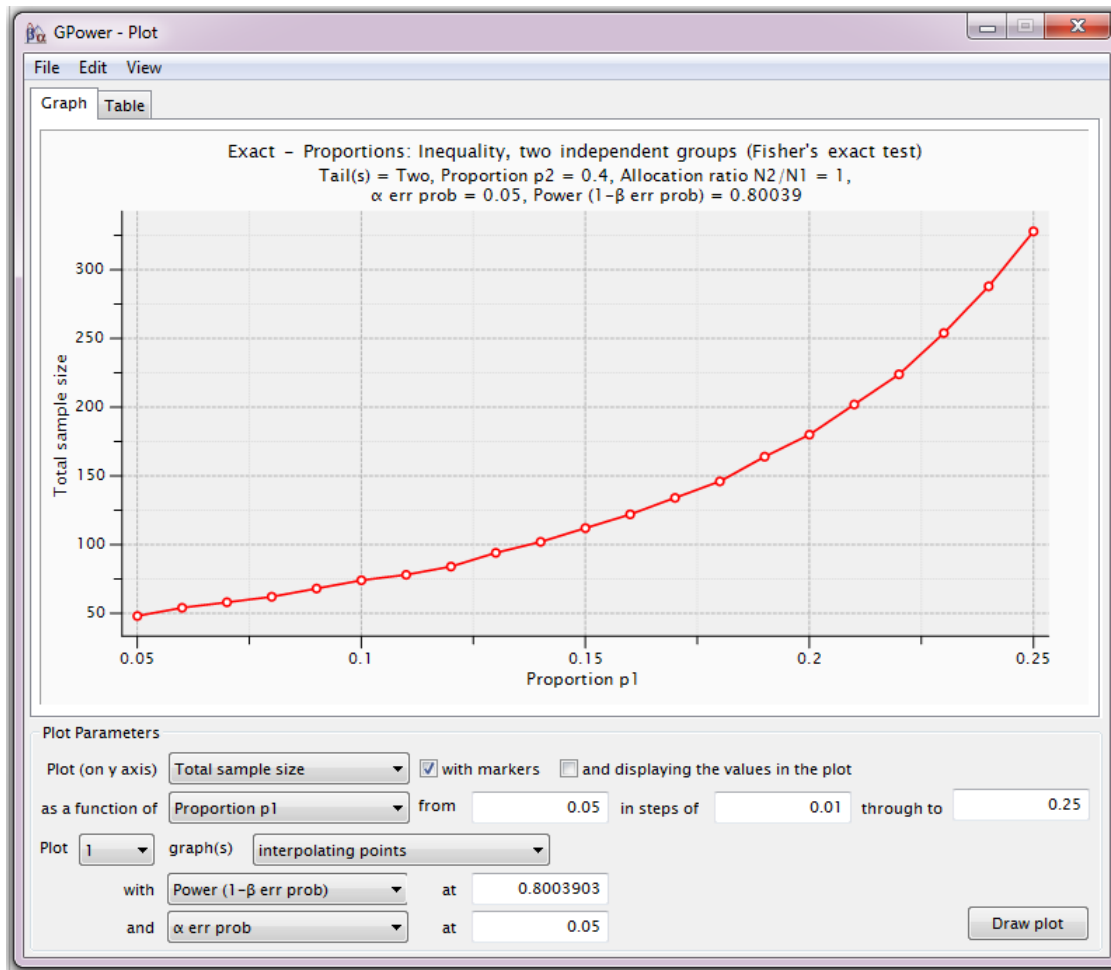 GPower - Plot
File Edit View
Graph Table
Exact – Proportions: Inequality, two independent groups (Fisher's exact test)
Tail(s) = Two, Proportion p2 = 0.4, Allocation ratio N2/N1 = 1,
α err prob = 0.05, Power (1-β err prob) = 0.80039
Total sample size
300
250
200
150
100
50
0.05 0.1 0.15 0.2 0.25
Proportion p1
Plot Parameters
Plot (on y axis) Total sample size with markers and displaying the values in the plot
as a function of Proportion p1 from 0.05 in steps of 0.01 through to 0.25
Plot 1 graph(s) interpolating points
with Power (1-β err prob) at 0.8003903
and α err prob at 0.05
Draw plot